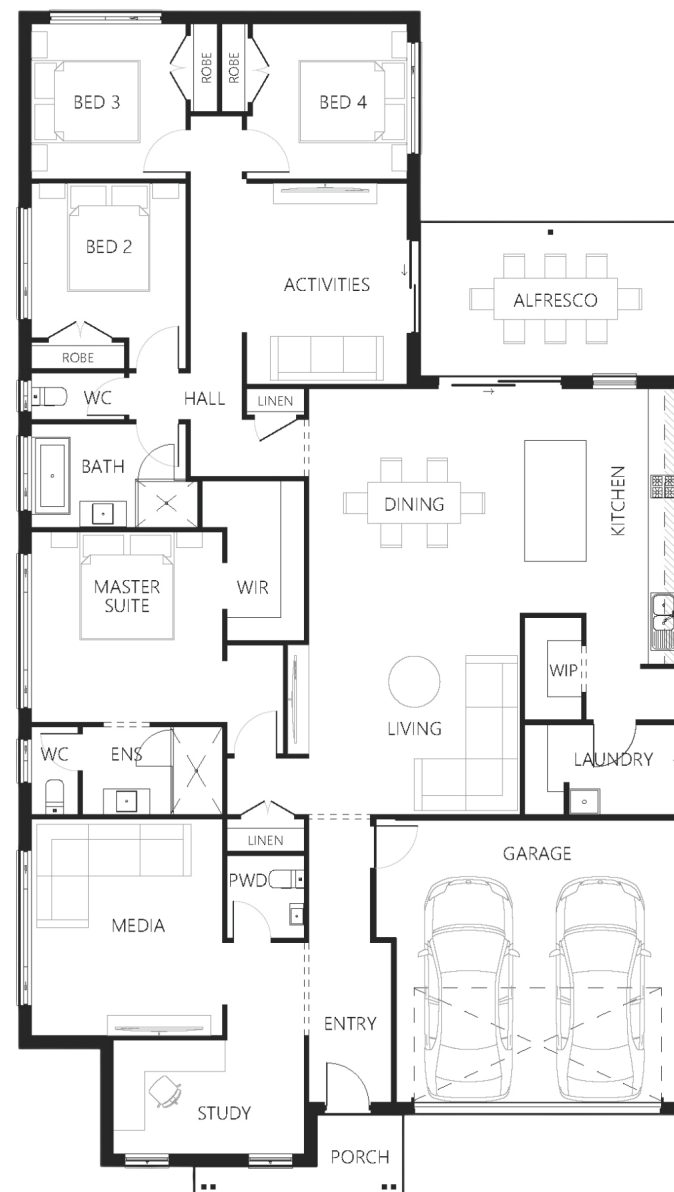 ROBE
ROBE
BED 3
BED 4
BED 2
ACTIVITIES
ALFRESCO
ROBE
WC
HALL
LINEN
BATH
DINING
KITCHEN
MASTER
SUITE
WIR
WIP
LIVING
WC
ENS
LAUNDRY
LINEN
GARAGE
PWD
MEDIA
ENTRY
STUDY
PORCH